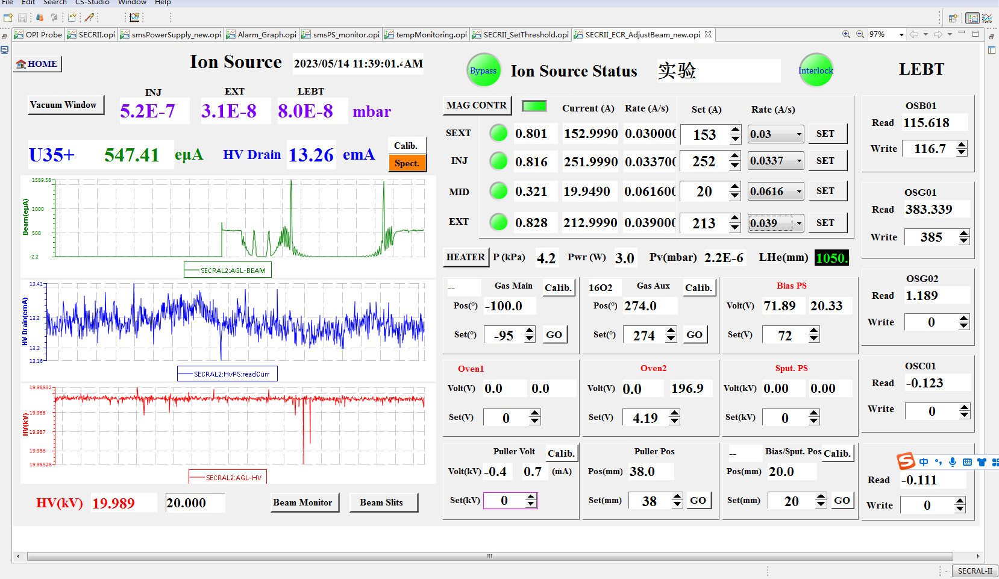 File Edit Search CS-Studio Window Help
OPI Probe SECRII.opi smsPowerSupply_new.opi Alarm_Graph.opi smsPS_monitor.opi tempMonitoring.opi SECRII_SetThreshold.opi SECRII_ECR_AdjustBeam_new.opi 97%
HOME Ion Source 2023/05/14 11:39:01. AM Bypass Ion Source Status 实验 Interlock LEBT
INJ EXT LEBT
Vacuum Window 5.2E-7 3.1E-8 8.0E-8 mbar
U35+ 547.41 eμA HV Drain 13.26 emA
Calib.
Spect.
1589.58
1000
500
-2.2
Beam(eμA)
SECRAL2:AGL-BEAM
13.41
13.3
13.2
13.16
HV Drain(emA)
SECRAL2:HvPS:readCurr
19.98932
19.988
19.987
19.986
19.98528
HV(kV)
SECRAL2:AGL-HV
HV(kV) 19.989 20.000 Beam Monitor Beam Slits
MAG CONTR Current (A) Rate (A/s) Set (A) Rate (A/s)
SEXT 0.801 152.9990 0.030000 153 0.03 SET
INJ 0.816 251.9990 0.033700 252 0.0337 SET
MID 0.321 19.9490 0.061600 20 0.0616 SET
EXT 0.828 212.9990 0.039000 213 0.039 SET
HEATER P (kPa) 4.2 Pwr (W) 3.0 Pv(mbar) 2.2E-6 LHe(mm) 1050.
-- Gas Main Calib.
Pos(°) -100.0
Set(°) -95 GO
16O2 Gas Aux Calib.
Pos(°) 274.0
Set(°) 274 GO
Bias PS
Volt(V) 71.89 20.33
Set(V) 72
Oven1
Volt(V) 0.0 0.0
Set(V) 0
Oven2
Volt(V) 0.0 196.9
Set(V) 4.19
Sput. PS
Volt(kV) 0.00 0.00
Set(kV) 0
Puller Volt Calib.
Volt(kV) -0.4 0.7 (mA)
Set(kV) 0
Puller Pos
Pos(mm) 38.0
Set(mm) 38 GO
-- Bias/Sput. Pos Calib.
Pos(mm) 20.0
Set(mm) 20 GO
OSB01
Read 115.618
Write 116.7
OSG01
Read 383.339
Write 385
OSG02
Read 1.189
Write 0
OSC01
Read -0.123
Write 0
S 中
Read -0.111
Write 0
SECRAL-II